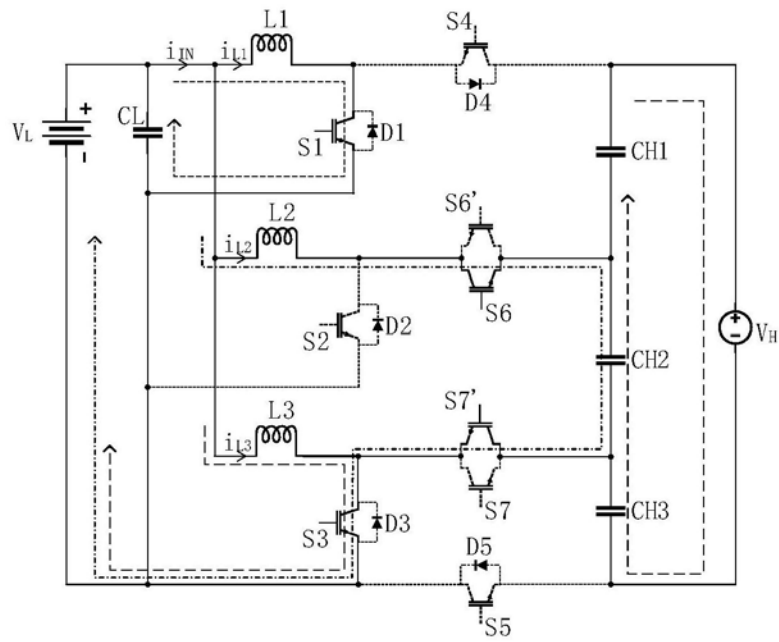 L1
S4
iIN
iL1
D4
+
VL
-
CL
S1
D1
CH1
L2
S6'
iL2
S6
S2
D2
+
-
VH
CH2
L3
S7'
iL3
S7
S3
D3
CH3
D5
S5